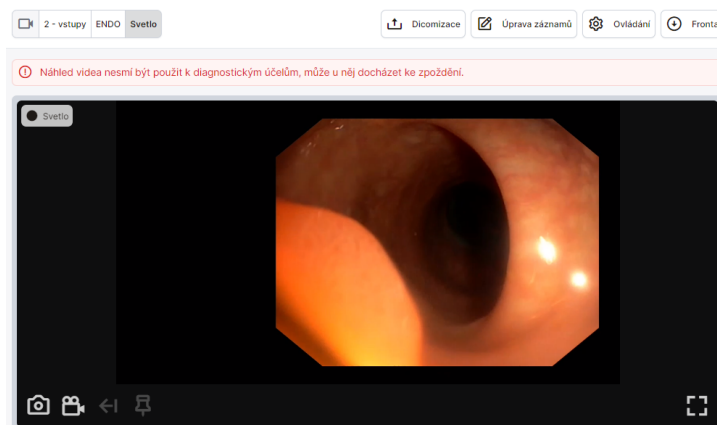 2 - vstupy ENDO Svetlo Dicomizace Úprava záznamů Ovládání Fronta
Náhled videa nesmí být použit k diagnostickým účelům, může u něj docházet ke zpoždění.
Svetlo